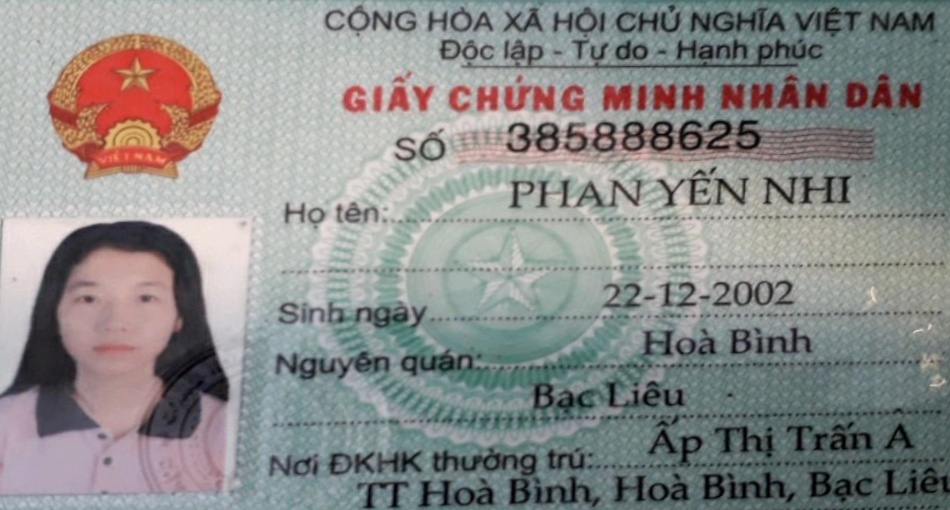 CỘNG HÒA XÃ HỘI CHỦ NGHĨA VIỆT NAM
Độc lập - Tự do - Hạnh phúc
GIẤY CHỨNG MINH NHÂN DÂN
SỐ 385888625
VIỆT NAM
Họ tên: PHAN YẾN NHI
Sinh ngày 22-12-2002
Nguyên quán: Hoà Bình
Bạc Liêu
Nơi ĐKHK thường trú: Ấp Thị Trấn A
TT Hoà Bình, Hoà Bình, Bạc Liêu